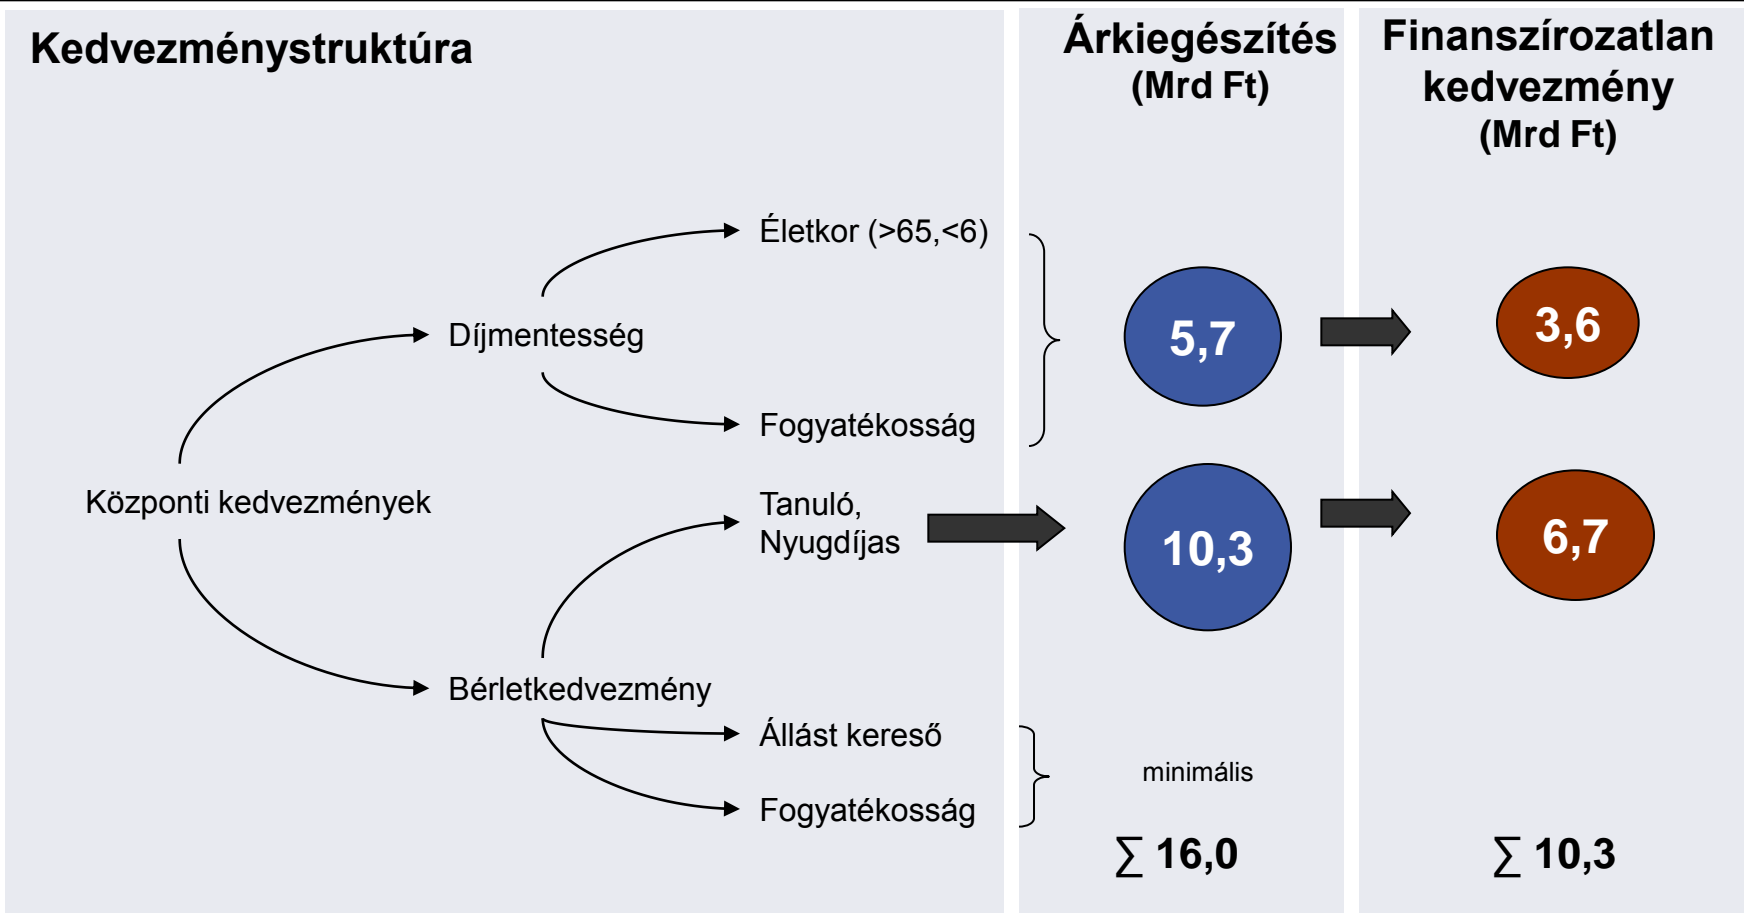 Kedvezménystruktúra
Árkiegészítés
(Mrd Ft)
Finanszírozatlan
kedvezmény
(Mrd Ft)
Életkor (>65,<6)
Díjmentesség
5,7
3,6
Fogyatékosság
Központi kedvezmények
Tanuló,
Nyugdíjas
10,3
6,7
Bérletkedvezmény
Állást kereső
minimális
Fogyatékosság
∑ 16,0
∑ 10,3